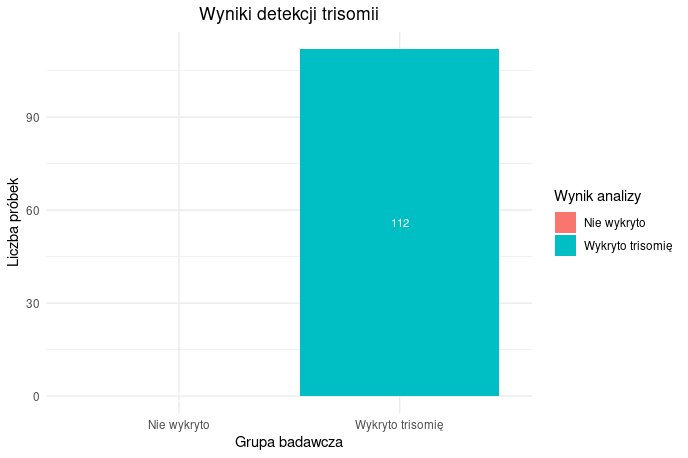 Wyniki detekcji trisomii
Liczba próbek
90
60
30
0
112
Nie wykryto
Wykryto trisomię
Grupa badawcza
Wynik analizy
Nie wykryto
Wykryto trisomię